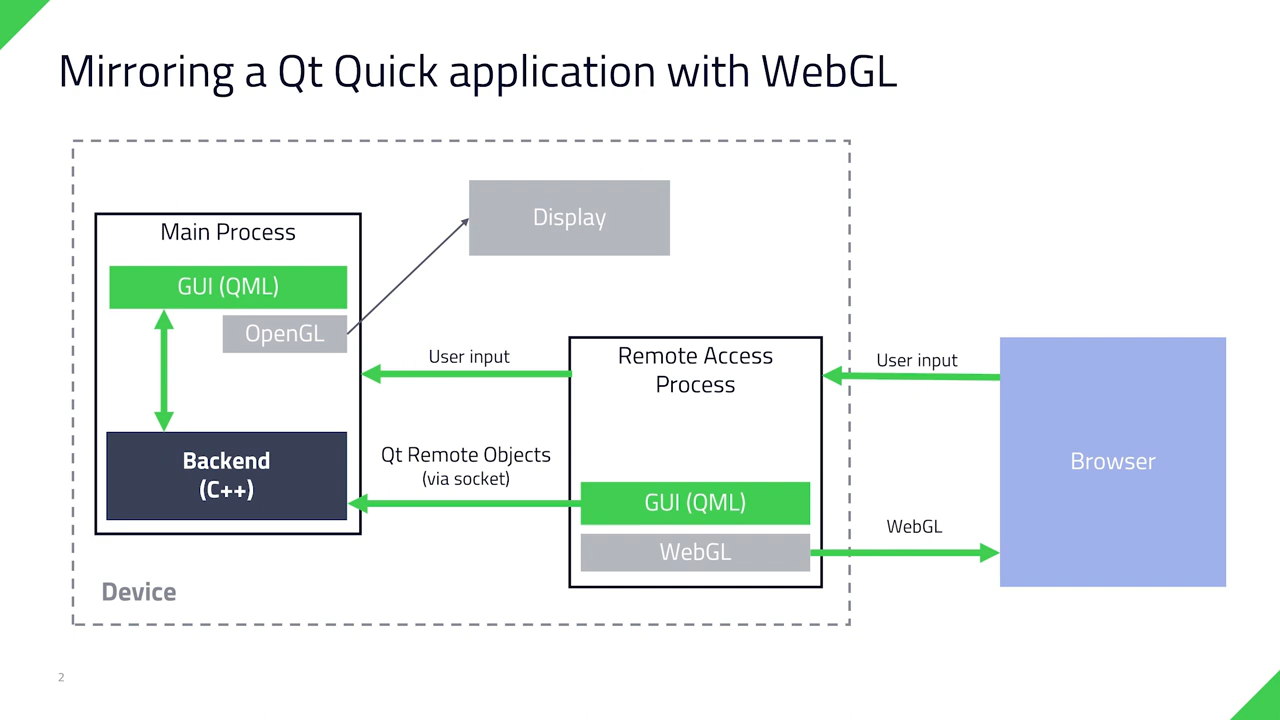 Mirroring a Qt Quick application with WebGL
Display
Main Process
GUI (QML)
OpenGL
User input
Remote Access
Process
User input
Backend
(C++)
Qt Remote Objects
(via socket)
GUI (QML)
WebGL
Browser
WebGL
Device
2